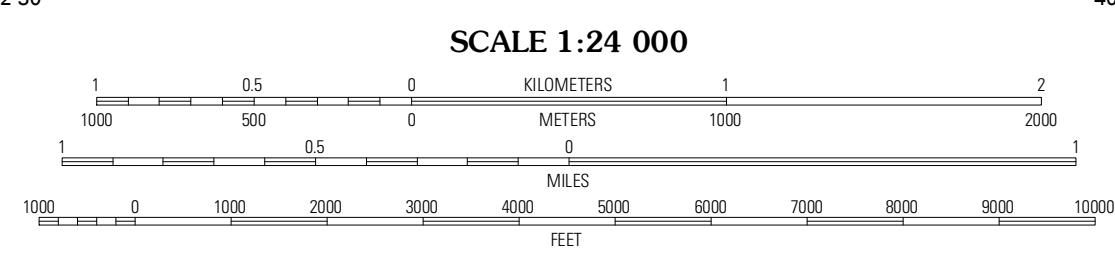 SCALE 1:24 000
1 0.5 0 KILOMETERS 1 2
1000 500 0 METERS 1000 2000
1 0.5 0 1
MILES
1000 0 1000 2000 3000 4000 5000 6000 7000 8000 9000 10000
FEET